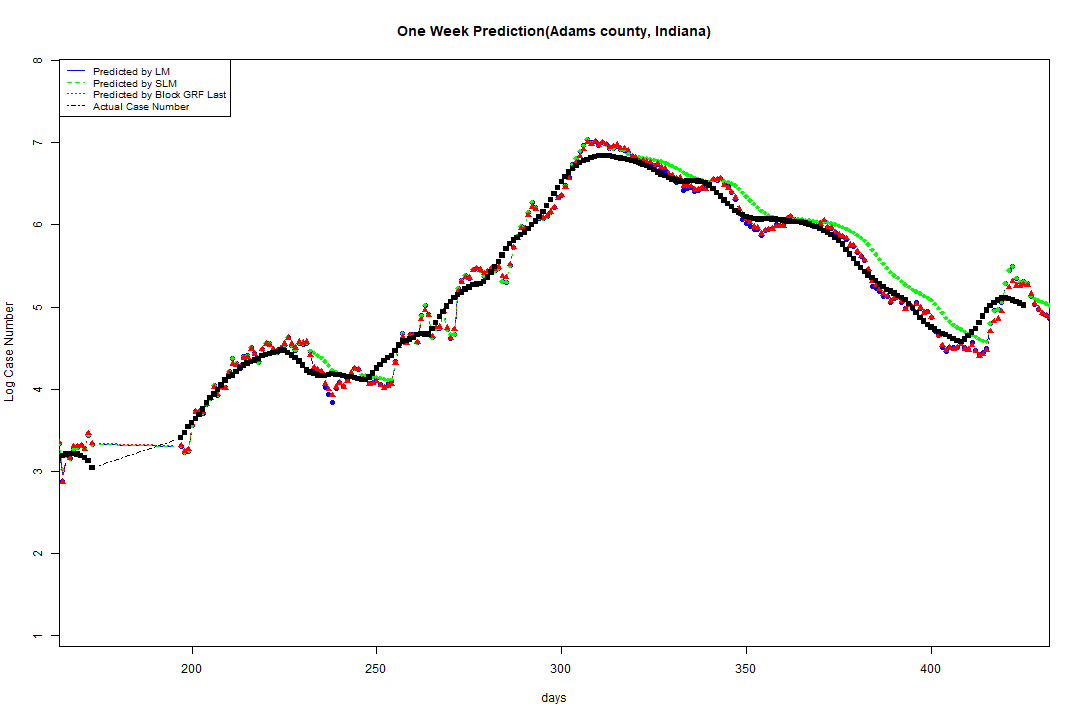 One Week Prediction(Adams county, Indiana)
Predicted by LM
Predicted by SLM
Predicted by Block GRF Last
Actual Case Number
8
7
6
5
4
3
2
1
Log Case Number
200 250 300 350 400
days